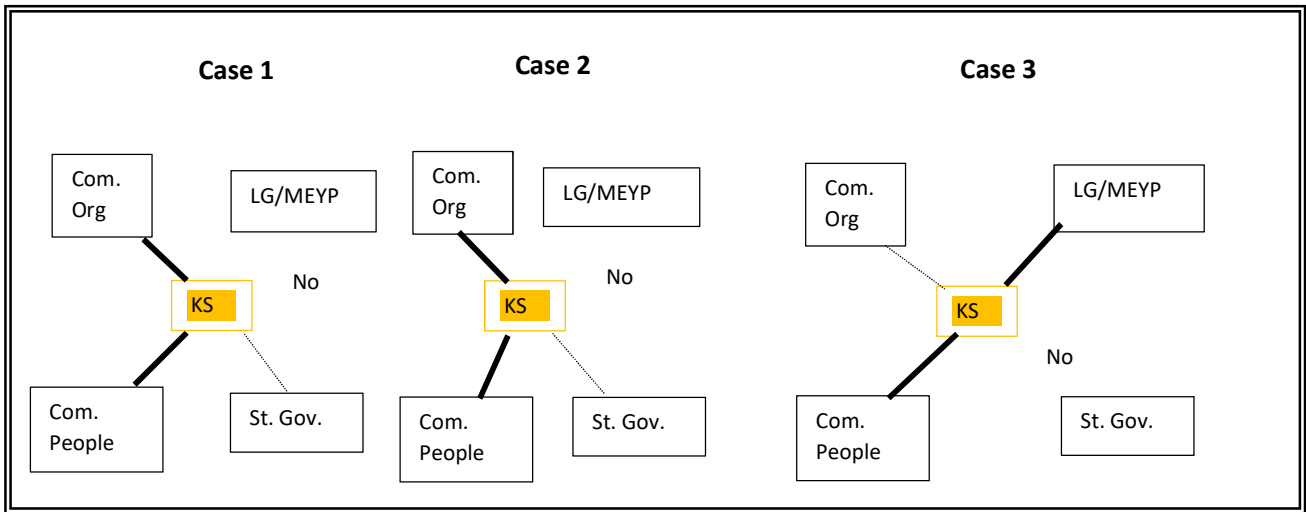 Case 1
Com.
Org
LG/MEYP
No
KS
Com.
People
St. Gov.
Case 2
Com.
Org
LG/MEYP
No
KS
Com.
People
St. Gov.
Case 3
Com.
Org
LG/MEYP
KS
No
Com.
People
St. Gov.